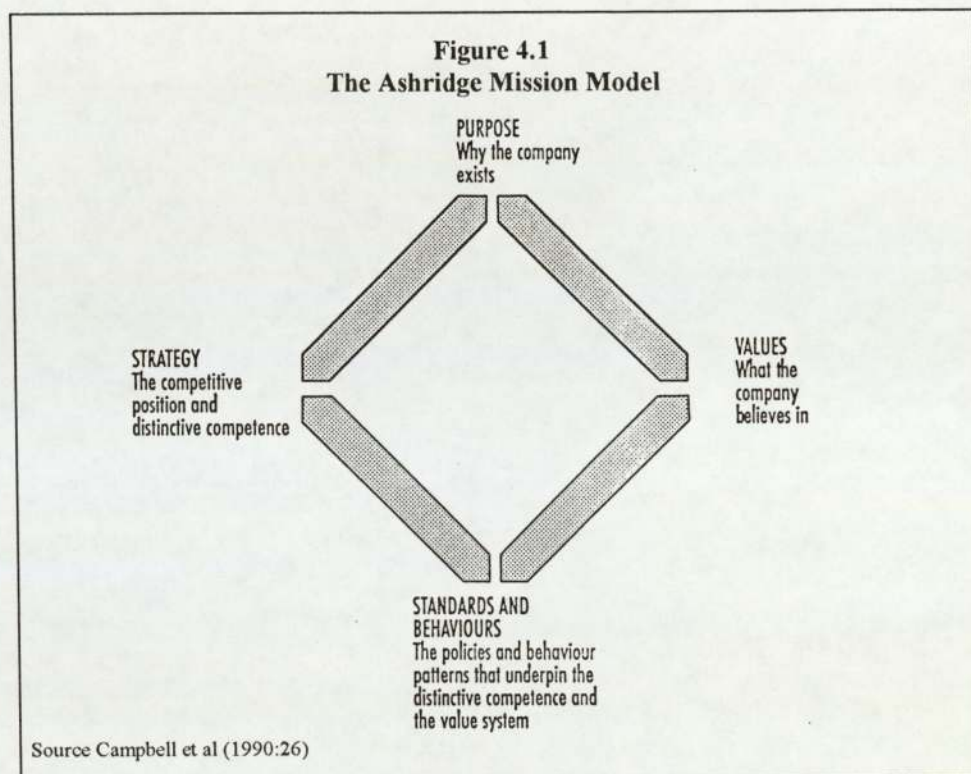 Figure 4.1
The Ashridge Mission Model
PURPOSE
Why the company
exists
STRATEGY
The competitive
position and
distinctive competence
VALUES
What the
company
believes in
STANDARDS AND
BEHAVIOURS
The policies and behaviour
patterns that underpin the
distinctive competence and
the value system
Source Campbell et al (1990:26)